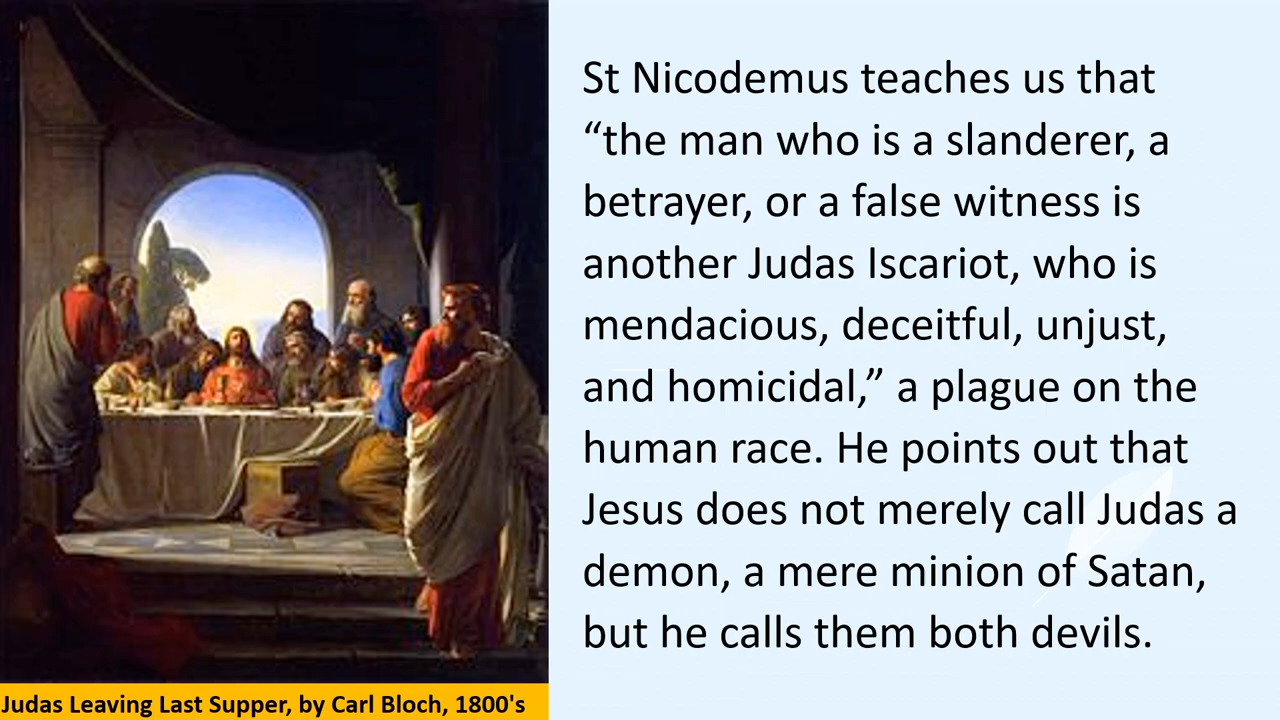 St Nicodemus teaches us that
“the man who is a slanderer, a
betrayer, or a false witness is
another Judas Iscariot, who is
mendacious, deceitful, unjust,
and homicidal,” a plague on the
human race. He points out that
Jesus does not merely call Judas a
demon, a mere minion of Satan,
but he calls them both devils.
Judas Leaving Last Supper, by Carl Bloch, 1800's